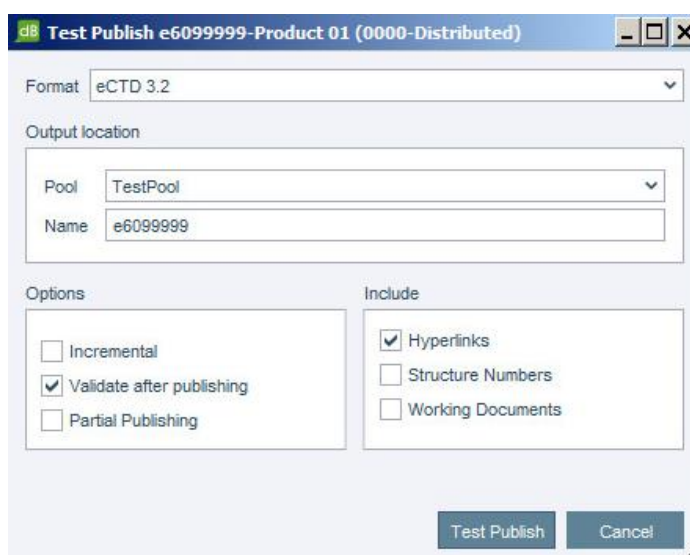 dB Test Publish e6099999-Product 01 (0000-Distributed)
Format eCTD 3.2
Output location
Pool TestPool
Name e6099999
Options
Incremental
Validate after publishing
Partial Publishing
Include
Hyperlinks
Structure Numbers
Working Documents
Test Publish Cancel